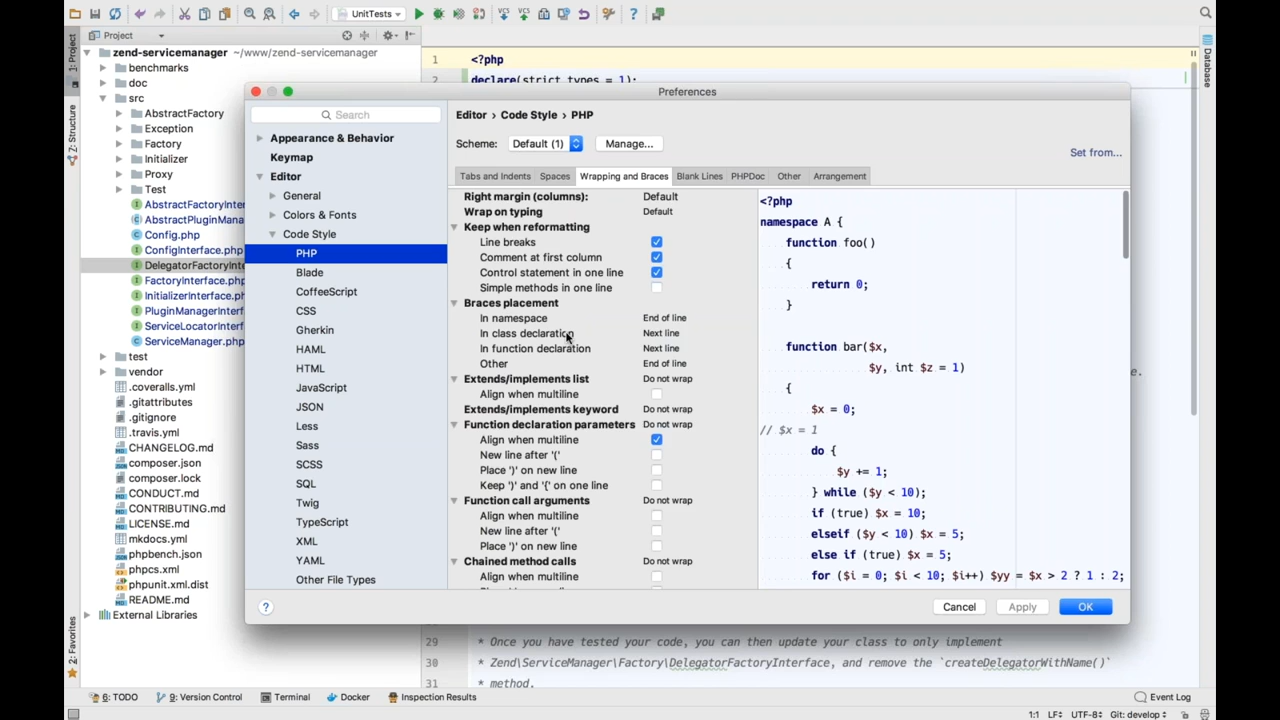 UnitTests
Project
zend-servicemanager ~/www/zend-servicemanager
benchmarks
doc
src
AbstractFactory
Exception
Factory
Initializer
Proxy
Test
AbstractFactoryInter
AbstractPluginMana
Config.php
ConfigInterface.php
DelegatorFactoryInte
FactoryInterface.php
InitializerInterface.ph
PluginManagerInterf
ServiceLocatorInterf
ServiceManager.php
test
vendor
.coveralls.yml
.gitattributes
.gitignore
.travis.yml
CHANGELOG.md
composer.json
composer.lock
CONDUCT.md
CONTRIBUTING.md
LICENSE.md
mkdocs.yml
phpbench.json
phpcs.xml
phpunit.xml.dist
README.md
External Libraries
1: Project
7: Structure
2: Favorites
Database
1 <?php
2 declare(strict_types = 1);
Preferences
Search
Appearance & Behavior
Keymap
Editor
General
Colors & Fonts
Code Style
PHP
Blade
CoffeeScript
CSS
Gherkin
HAML
HTML
JavaScript
JSON
Less
Sass
SCSS
SQL
Twig
TypeScript
XML
YAML
Other File Types
Editor › Code Style › PHP
Scheme: Default (1) Manage...
Set from...
Tabs and Indents Spaces Wrapping and Braces Blank Lines PHPDoc Other Arrangement
Right margin (columns): Default
Wrap on typing Default
Keep when reformatting
Line breaks
Comment at first column
Control statement in one line
Simple methods in one line
Braces placement
In namespace End of line
In class declaration Next line
In function declaration Next line
Other End of line
Extends/implements list Do not wrap
Align when multiline
Extends/implements keyword Do not wrap
Function declaration parameters Do not wrap
Align when multiline
New line after '('
Place ')' on new line
Keep ')' and '{' on one line
Function call arguments Do not wrap
Align when multiline
New line after '('
Place ')' on new line
Chained method calls Do not wrap
Align when multiline
<?php
namespace A {
function foo()
{
return 0;
}
function bar($x,
$y, int $z = 1)
{
$x = 0;
// $x = 1
do {
$y += 1;
} while ($y < 10);
if (true) $x = 10;
elseif ($y < 10) $x = 5;
else if (true) $x = 5;
for ($i = 0; $i < 10; $i++) $yy = $x > 2 ? 1 : 2;
e.
? Cancel Apply OK
29 * Once you have tested your code, you can then update your class to only implement
30 * Zend\ServiceManager\Factory\DelegatorFactoryInterface, and remove the `createDelegatorWithName()`
31 * method.
6: TODO 9: Version Control Terminal Docker Inspection Results Event Log
1:1 LF÷ UTF-8÷ Git: develop÷